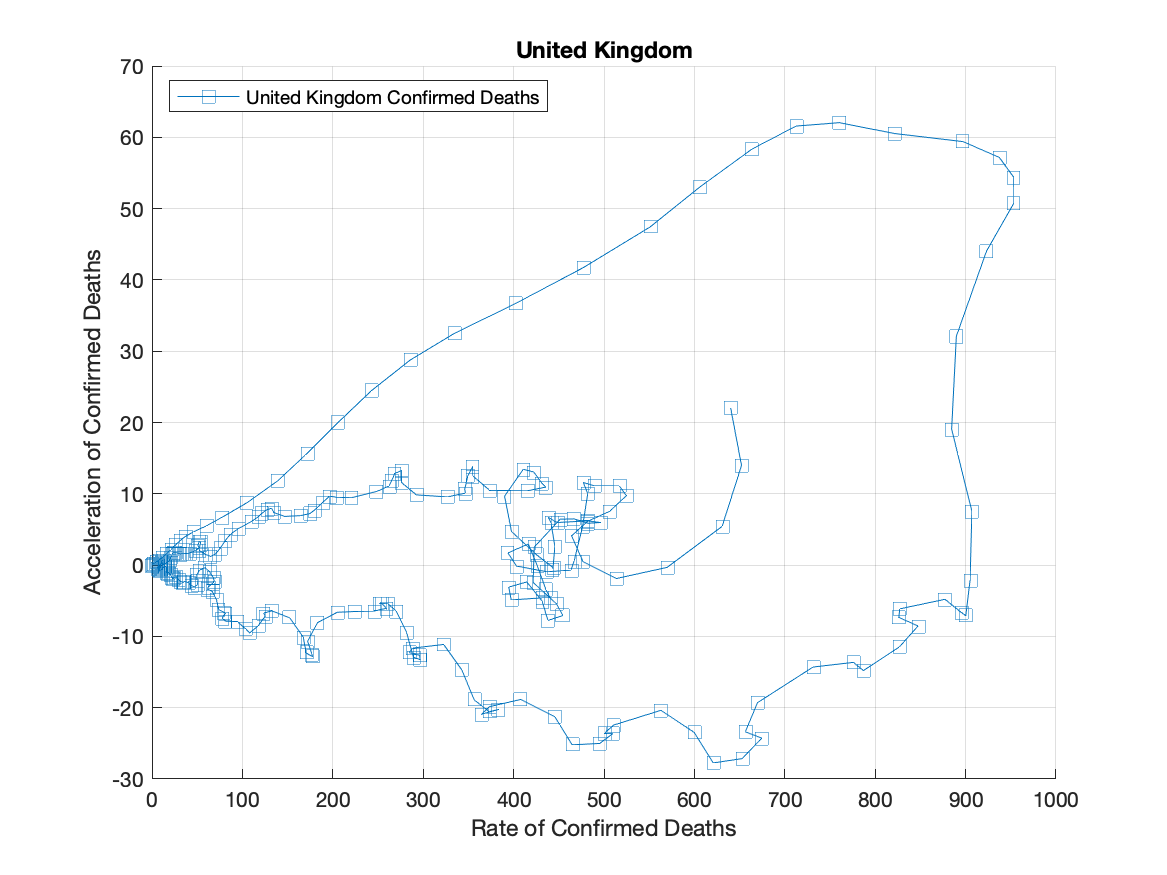 United Kingdom
70
United Kingdom Confirmed Deaths
60
50
40
30
20
10
0
-10
-20
-30
Acceleration of Confirmed Deaths
0 100 200 300 400 500 600 700 800 900 1000
Rate of Confirmed Deaths